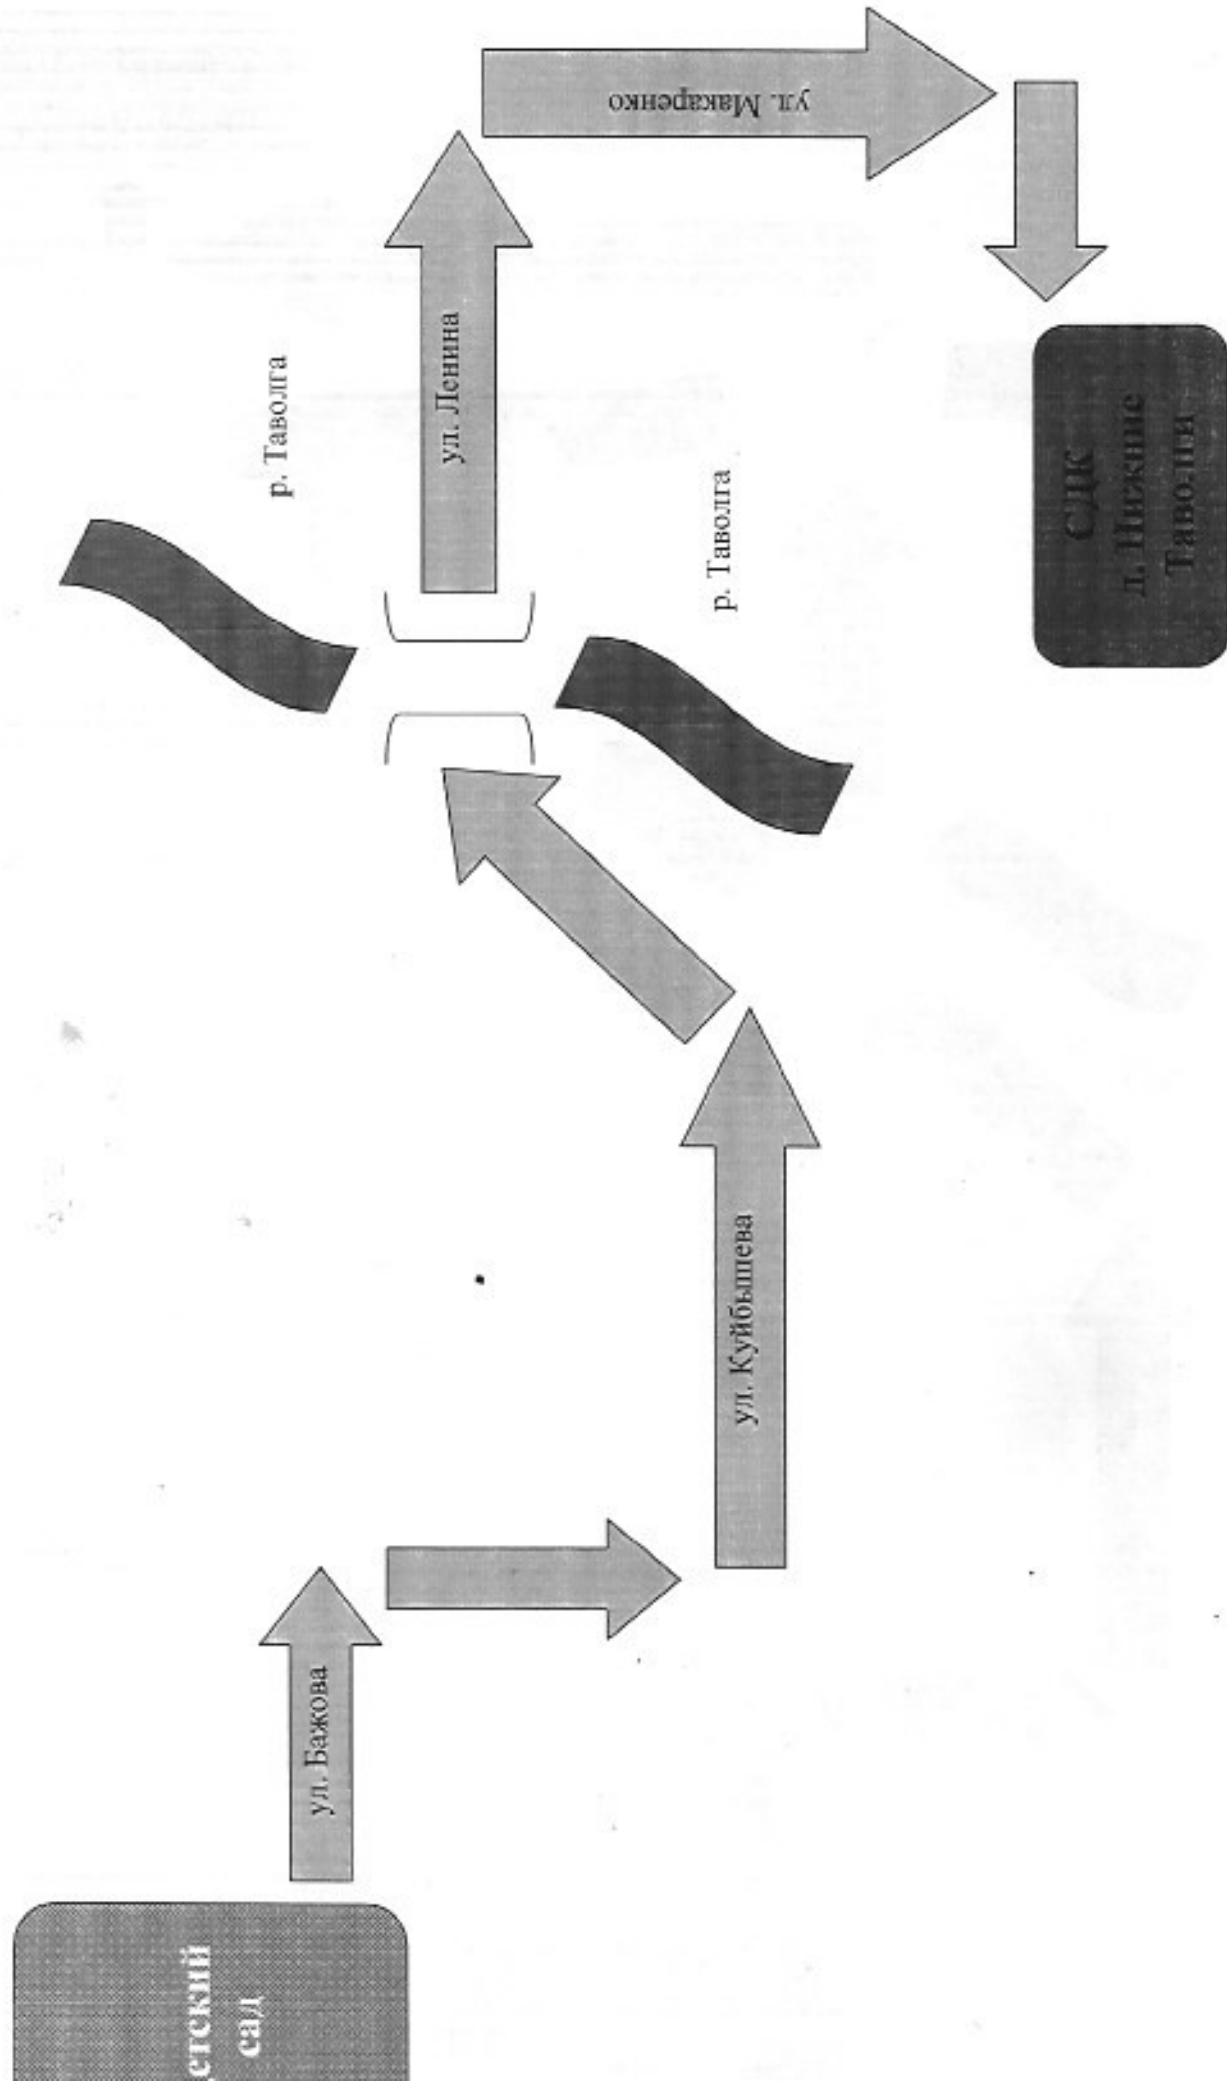 етский
сад
ул. Бажова
ул. Куйбышева
р. Таволга
р. Таволга
ул. Ленина
ул. Макаренко
СДК
д. Нижние
Таволги